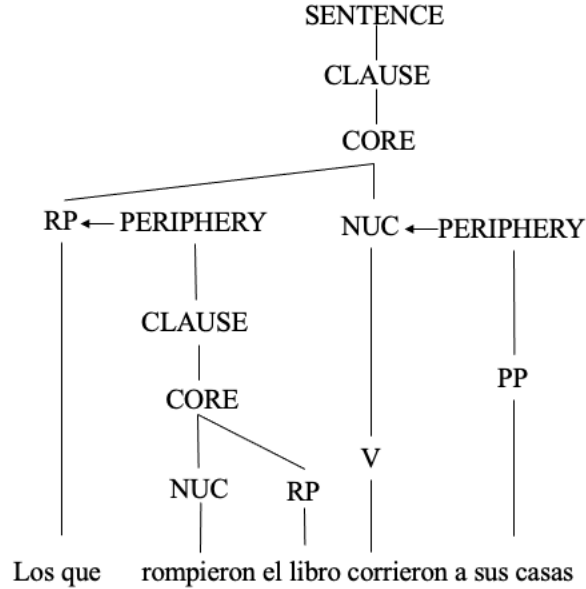 SENTENCE
CLAUSE
CORE
RP PERIPHERY NUC PERIPHERY
CLAUSE
PP
CORE
V
NUC RP
Los que rompieron el libro corrieron a sus casas